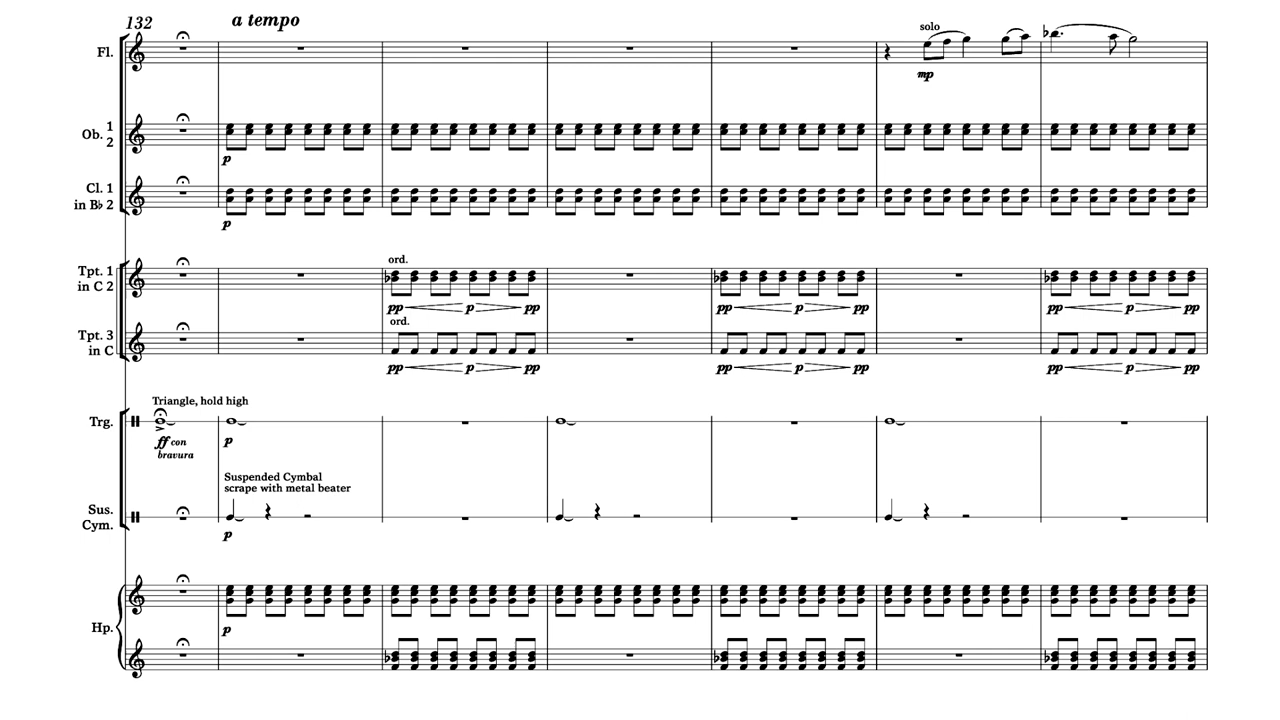 132
a tempo
Fl.
solo
mp
Ob. 1
2
p
Cl. 1
in B♭ 2
p
Tpt. 1
in C 2
ord.
pp p pp pp p pp pp p pp
Tpt. 3
in C
ord.
pp p pp pp p pp pp p pp
Triangle, hold high
Trg.
ff con
bravura
p
Suspended Cymbal
scrape with metal beater
Sus.
Cym.
p
Hp.
p